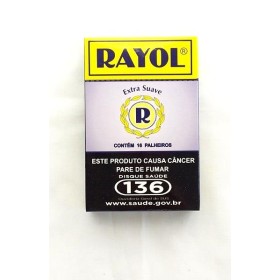 RAYOL®
Extra Suave
R
CONTÉM 16 PALHEIROS
ESTE PRODUTO CAUSA CÂNCER
PARE DE FUMAR
DISQUE SAÚDE
136
www.saude.gov.br